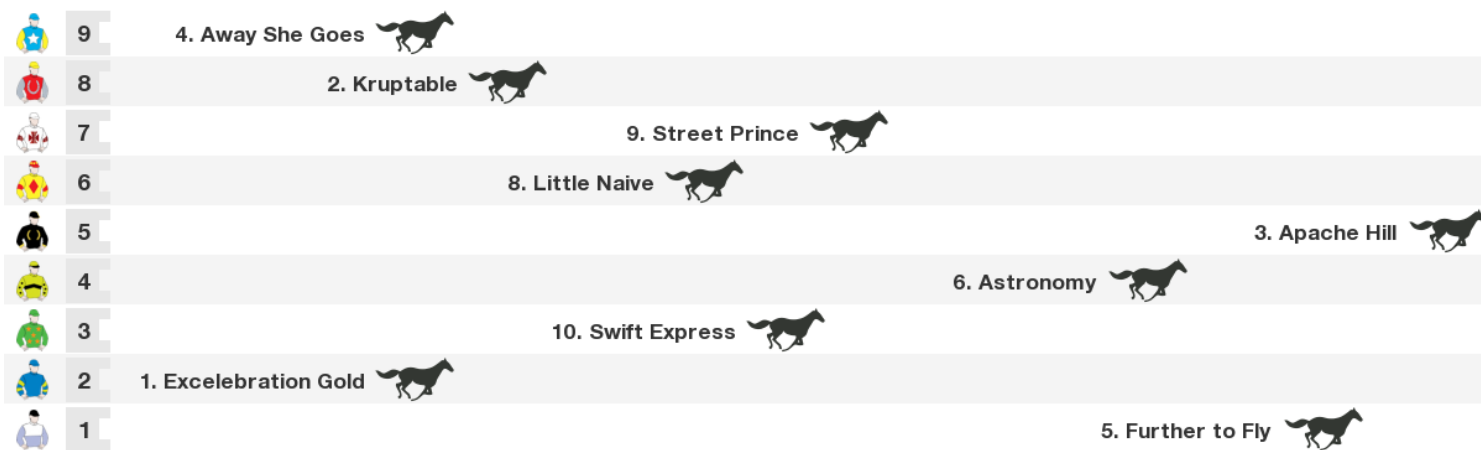 9 4. Away She Goes
8 2. Kruptable
7 9. Street Prince
6 8. Little Naive
5 3. Apache Hill
4 6. Astronomy
3 10. Swift Express
2 1. Excelebration Gold
1 5. Further to Fly